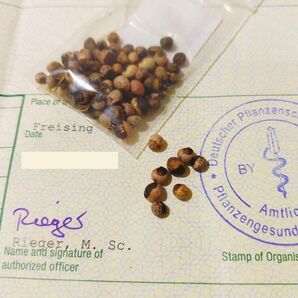 Place of
Freising
Date
Rieger
Rieger, M. Sc.
Name and signature of
authorized officer
Deutscher Pflanzensc
BY
Amtlic
Pflanzengesund
Stamp of Organis